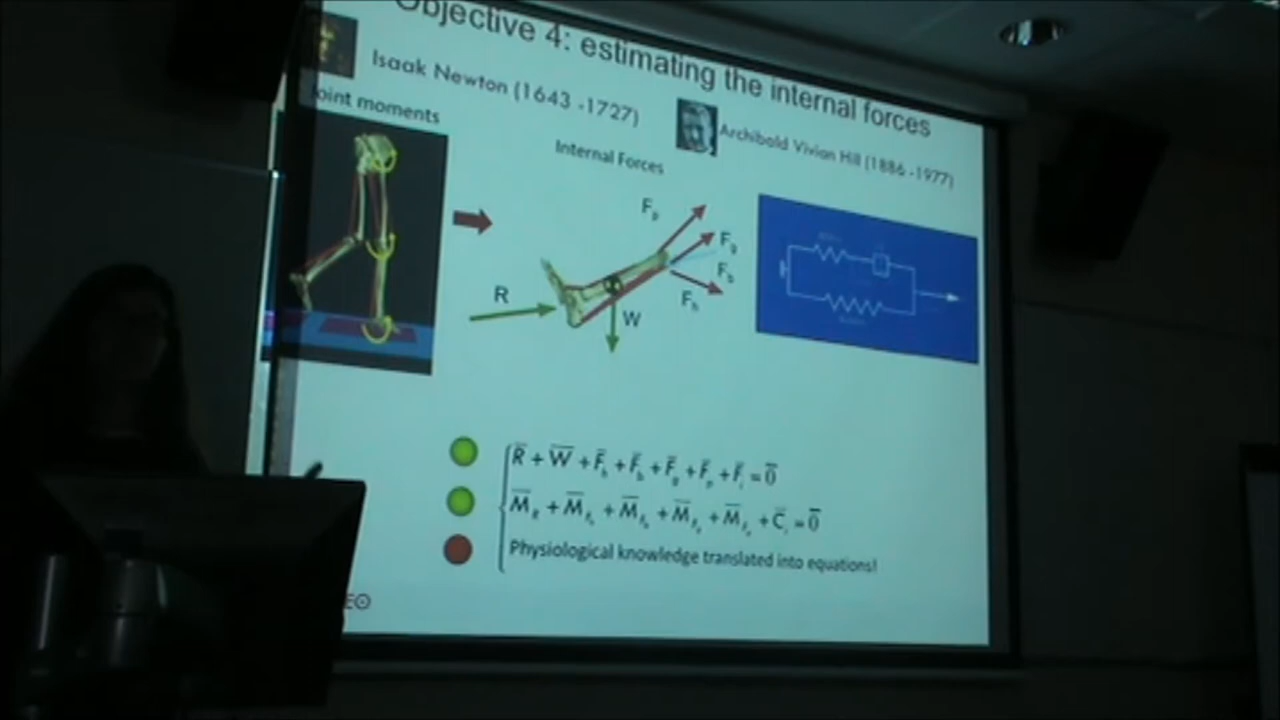 Objective 4: estimating the internal forces
Isaak Newton (1643 -1727)
Archibald Vivian Hill (1886 -1977)
Joint moments
Internal Forces
Fp
Fg
Fb
Fh
R
W
R̅ + W̅ + F̅h + F̅b + F̅g + F̅p + F̅i = 0̅
M̅R + M̅Fh + M̅Fb + M̅Fg + M̅Fp + C̅i = 0̅
Physiological knowledge translated into equations!